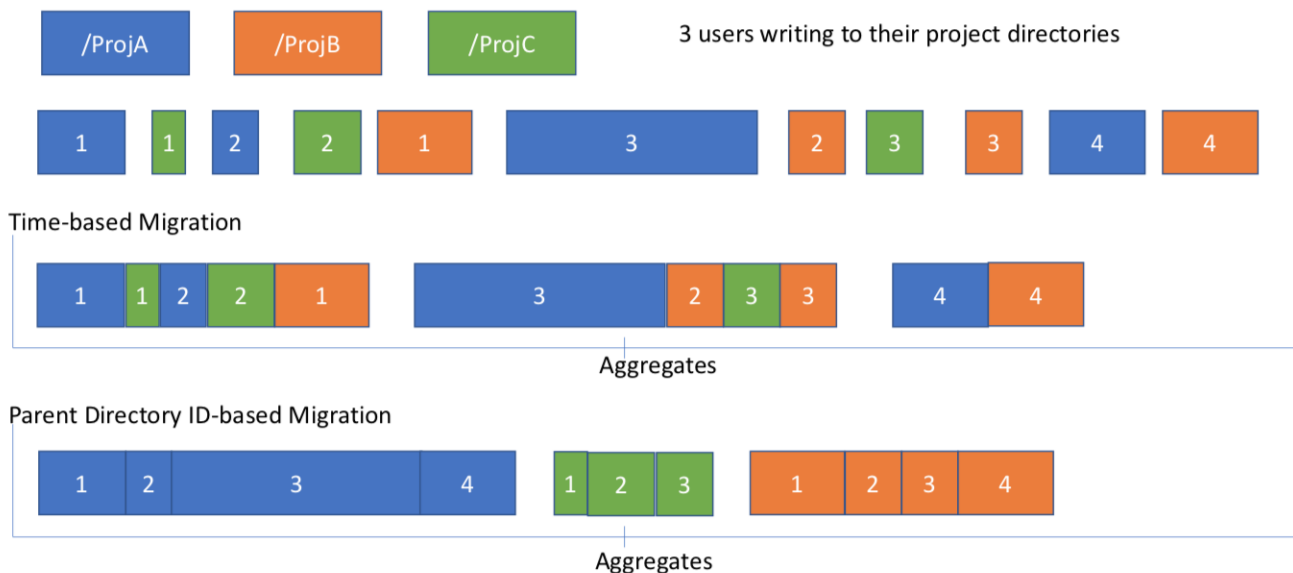 /ProjA /ProjB /ProjC 3 users writing to their project directories
1 1 2 2 1 3 2 3 3 4 4
Time-based Migration
1 1 2 2 1 3 2 3 3 4 4
Aggregates
Parent Directory ID-based Migration
1 2 3 4 1 2 3 1 2 3 4
Aggregates